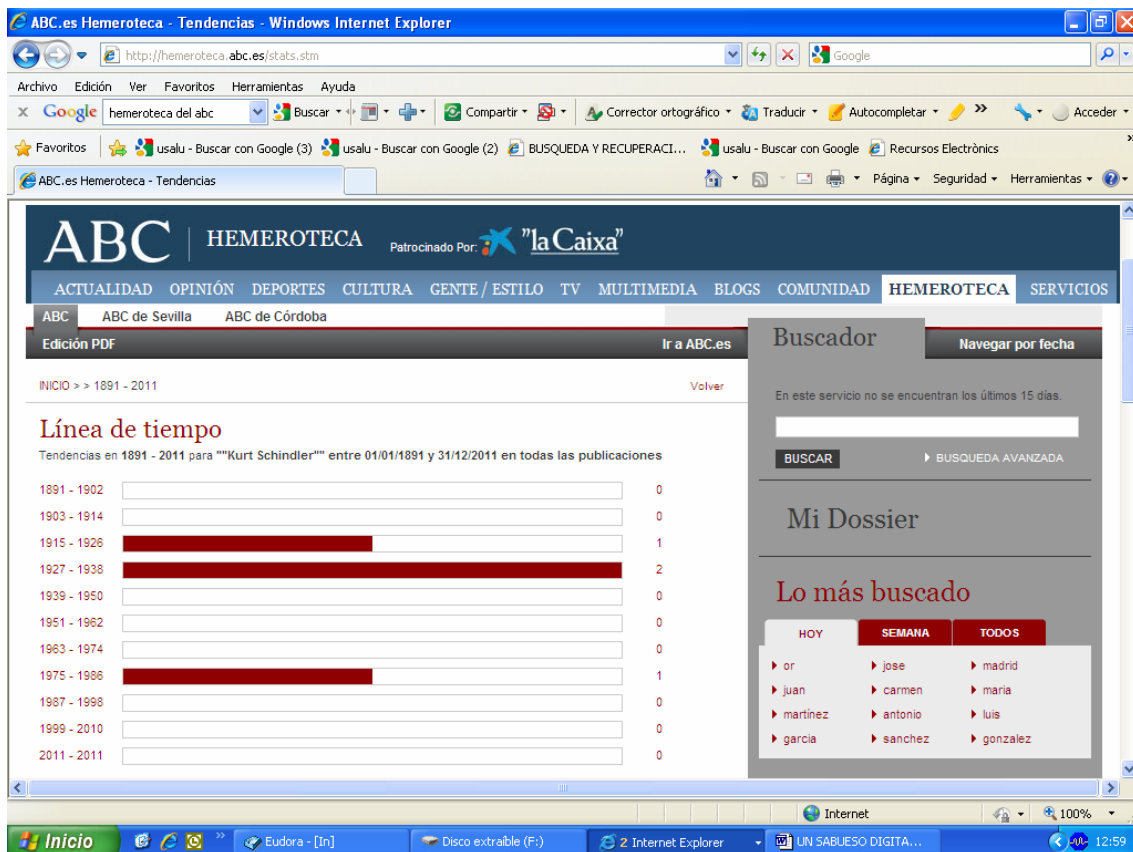 ABC.es Hemeroteca - Tendencias - Windows Internet Explorer
http://hemeroteca.abc.es/stats.stm
Google
Archivo Edición Ver Favoritos Herramientas Ayuda
x Google hemeroteca del abc Buscar Compartir Corrector ortográfico Traducir Autocompletar >> Acceder
Favoritos usalu - Buscar con Google (3) usalu - Buscar con Google (2) BUSQUEDA Y RECUPERACI... usalu - Buscar con Google Recursos Electrònics »
ABC.es Hemeroteca - Tendencias Página Seguridad Herramientas
ABC | HEMEROTECA Patrocinado Por: "la Caixa"
ACTUALIDAD OPINIÓN DEPORTES CULTURA GENTE / ESTILO TV MULTIMEDIA BLOGS COMUNIDAD HEMEROTECA SERVICIOS
ABC ABC de Sevilla ABC de Córdoba
Edición PDF Ir a ABC.es
Buscador Navegar por fecha
INICIO > > 1891 - 2011 Volver
Línea de tiempo
Tendencias en 1891 - 2011 para ""Kurt Schindler"" entre 01/01/1891 y 31/12/2011 en todas las publicaciones
1891 - 1902 0
1903 - 1914 0
1915 - 1926 1
1927 - 1938 2
1939 - 1950 0
1951 - 1962 0
1963 - 1974 0
1975 - 1986 1
1987 - 1998 0
1999 - 2010 0
2011 - 2011 0
En este servicio no se encuentran los últimos 15 días.
BUSCAR BUSQUEDA AVANZADA
Mi Dossier
Lo más buscado
HOY SEMANA TODOS
or jose madrid
juan carmen maria
martínez antonio luis
garcia sanchez gonzalez
Internet 100%
Inicio » Eudora - [In] Disco extraíble (F:) 2 Internet Explorer UN SABUESO DIGITA... 12:59